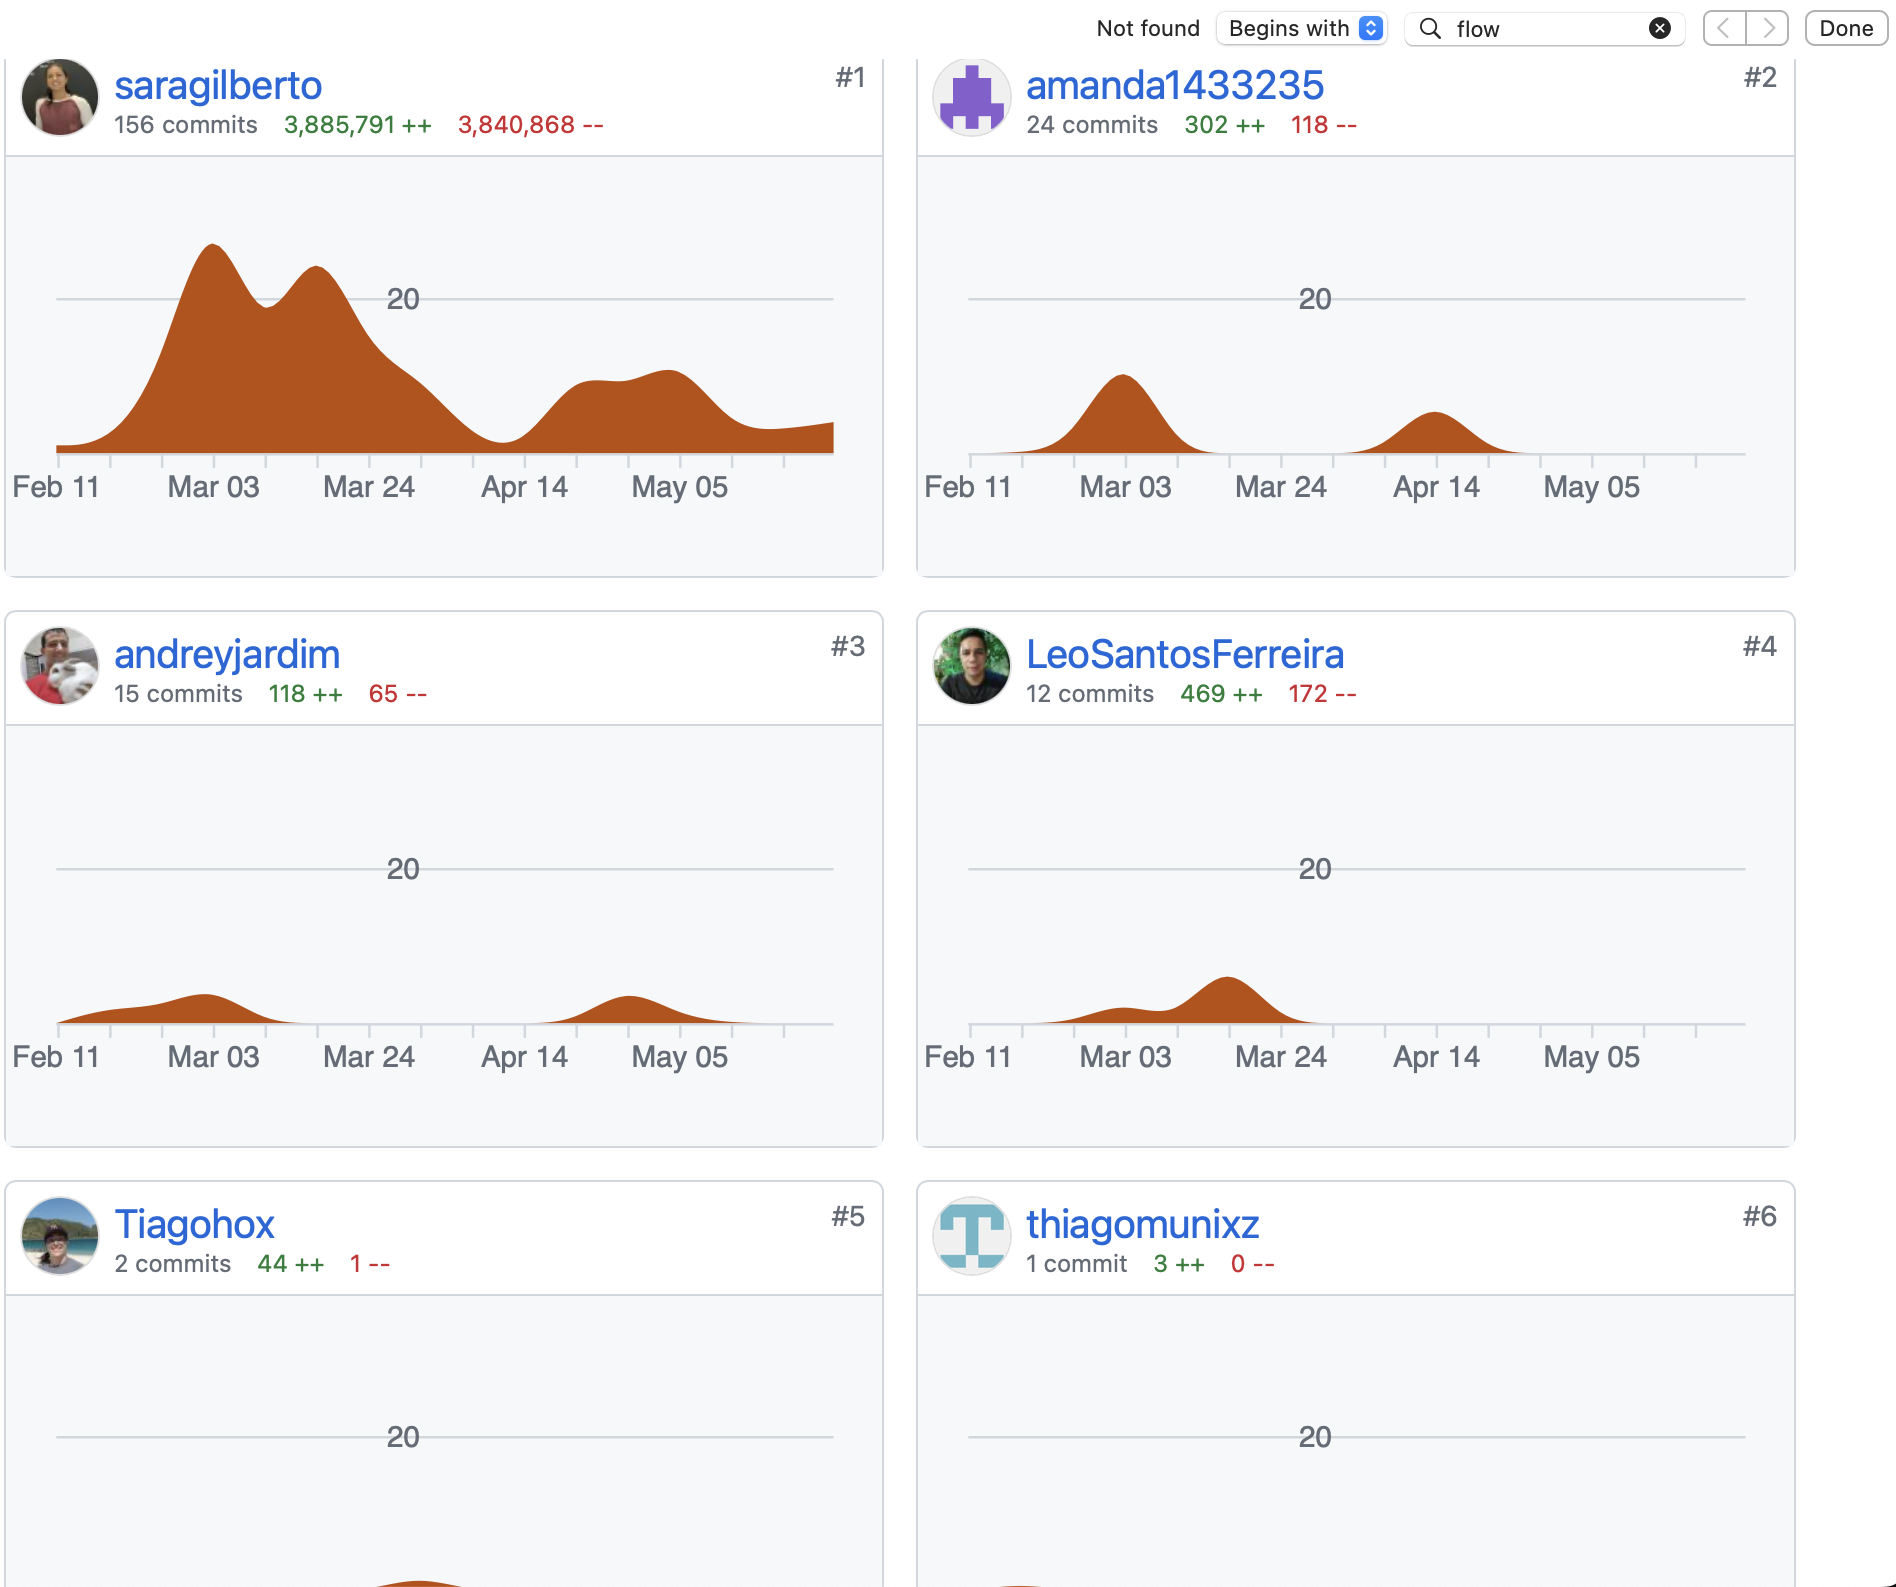 Not found Begins with flow Done
saragilberto #1
156 commits 3,885,791 ++ 3,840,868 --
20
Feb 11 Mar 03 Mar 24 Apr 14 May 05
amanda1433235 #2
24 commits 302 ++ 118 --
20
Feb 11 Mar 03 Mar 24 Apr 14 May 05
andreyjardim #3
15 commits 118 ++ 65 --
20
Feb 11 Mar 03 Mar 24 Apr 14 May 05
LeoSantosFerreira #4
12 commits 469 ++ 172 --
20
Feb 11 Mar 03 Mar 24 Apr 14 May 05
Tiagohox #5
2 commits 44 ++ 1 --
20
thiagomunixz #6
1 commit 3 ++ 0 --
20